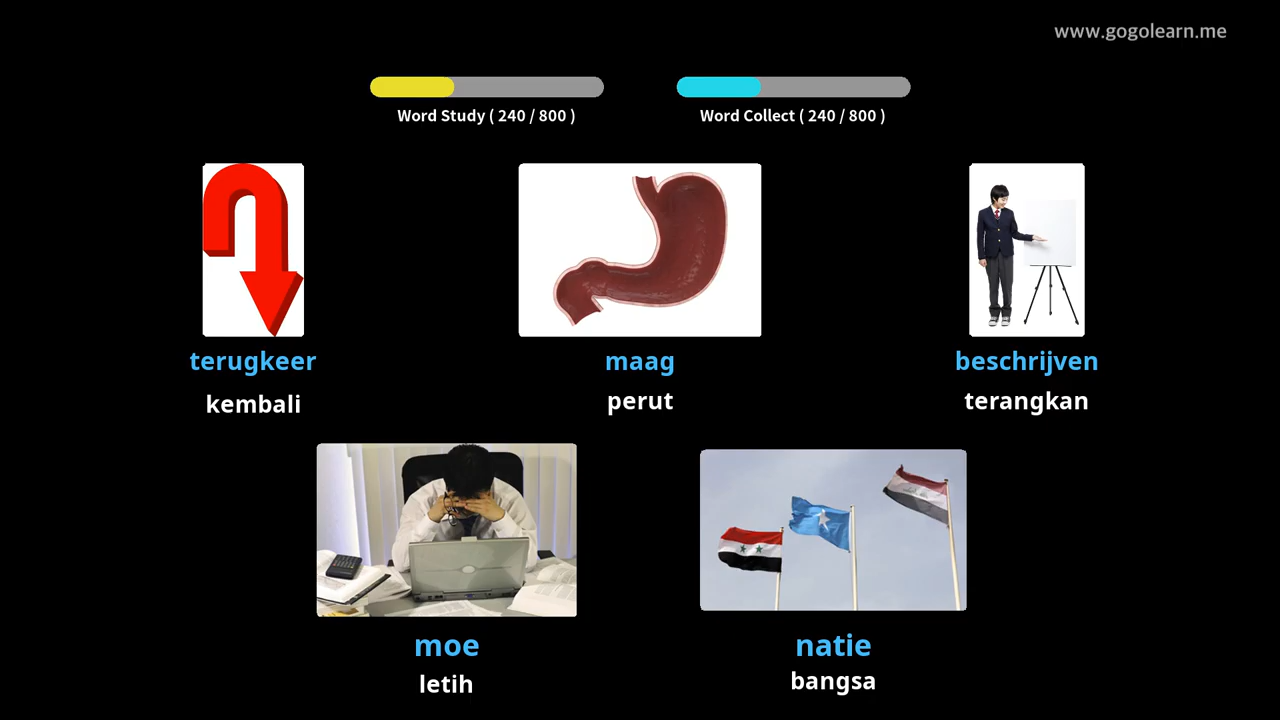 www.gogolearn.me
Word Study ( 240 / 800 )
Word Collect ( 240 / 800 )
terugkeer
kembali
maag
perut
beschrijven
terangkan
moe
letih
natie
bangsa